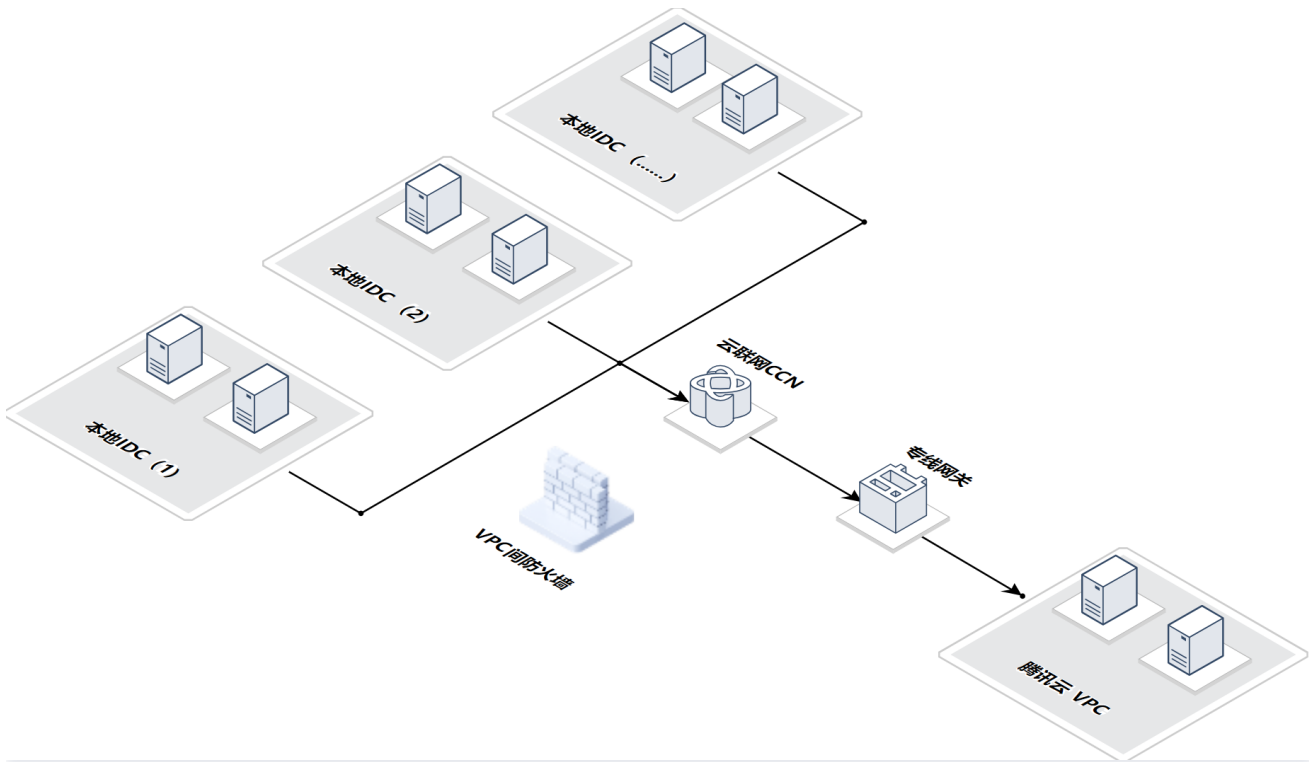 本地IDC（......）
本地IDC（2）
云联网CCN
本地IDC（1）
专线网关
VPC间防火墙
腾讯云 VPC